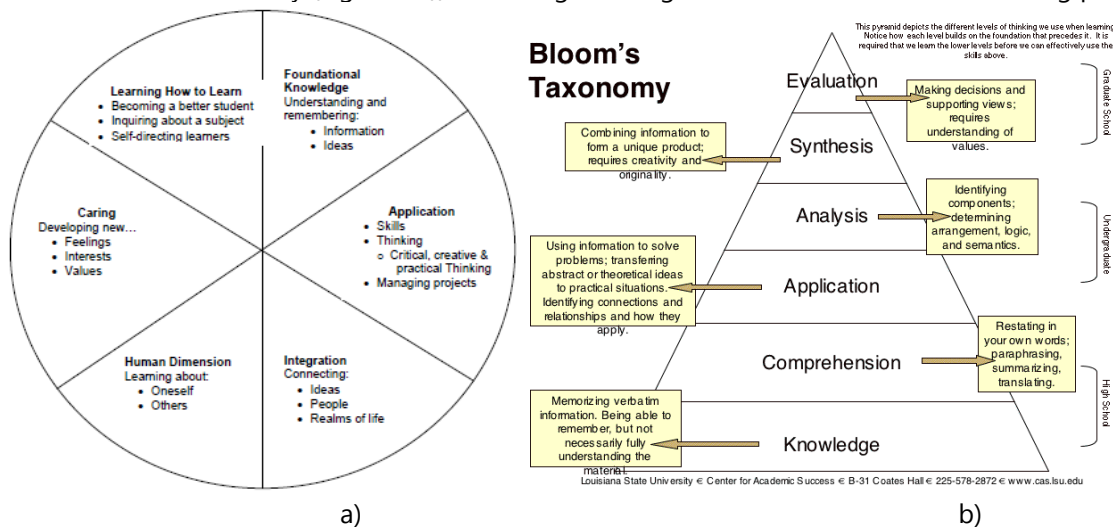 Learning How to Learn
• Becoming a better student
• Inquiring about a subject
• Self-directing learners
Foundational
Knowledge
Understanding and
remembering:
• Information
• Ideas
Caring
Developing new…
• Feelings
• Interests
• Values
Application
• Skills
• Thinking
o Critical, creative &
practical Thinking
• Managing projects
Human Dimension
Learning about:
• Oneself
• Others
Integration
Connecting:
• Ideas
• People
• Realms of life
a)
Bloom's
Taxonomy
This pyramid depicts the different levels of thinking we use when learning.
Notice how each level builds on the foundation that precedes it. It is
required that we learn the lower levels before we can effectively use the
skills above.
Evaluation
Making decisions and
supporting views;
requires
understanding of
values.
Graduate School
Combining information to
form a unique product;
requires creativity and
originality.
Synthesis
Analysis
Identifying
components;
determining
arrangement, logic,
and semantics.
Undergraduate
Using information to solve
problems; transferring
abstract or theoretical ideas
to practical situations.
Identifying connections and
relationships and how they
apply.
Application
Comprehension
Restating in
your own words;
paraphrasing,
summarizing,
translating.
High School
Memorizing verbatim
information. Being able to
remember, but not
necessarily fully
understanding the
material.
Knowledge
Louisiana State University ∈ Center for Academic Success ∈ B-31 Coates Hall ∈ 225-578-2872 ∈ www.cas.lsu.edu
b)